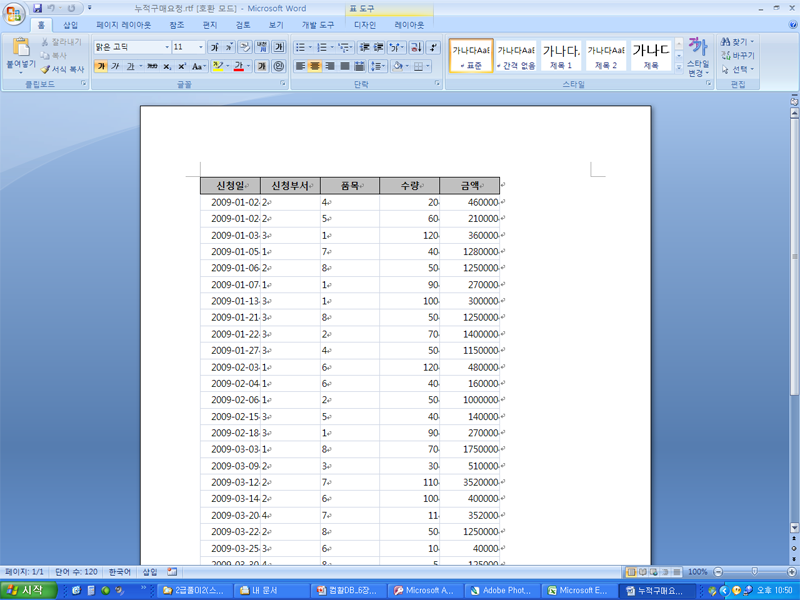 누적구매요청.rtf [호환 모드] - Microsoft Word
표 도구
홈 삽입 페이지 레이아웃 참조 편지 검토 보기 개발 도구 디자인 레이아웃
붙여넣기
잘라내기
복사
서식 복사
클립보드
맑은 고딕 11
글꼴
단락
가나다AaB 가나다AaB 가나다. 가나다AaB 가나다
표준 간격 없음 제목 1 제목 2 제목
스타일 변경
스타일
찾기
바꾸기
선택
편집
신청일 신청부서 품목 수량 금액
2009-01-02 2 4 20 460000
2009-01-02 2 5 60 210000
2009-01-03 3 1 120 360000
2009-01-05 1 7 40 1280000
2009-01-06 2 8 50 1250000
2009-01-07 1 1 90 270000
2009-01-13 3 1 100 300000
2009-01-21 3 8 50 1250000
2009-01-22 3 2 70 1400000
2009-01-27 3 4 50 1150000
2009-02-03 1 6 120 480000
2009-02-04 1 6 40 160000
2009-02-06 1 2 50 1000000
2009-02-15 3 5 40 140000
2009-02-18 3 1 90 270000
2009-03-03 1 8 70 1750000
2009-03-09 2 3 30 510000
2009-03-12 2 7 110 3520000
2009-03-14 2 6 100 400000
2009-03-20 4 7 11 352000
2009-03-22 2 8 50 1250000
2009-03-25 3 6 10 40000
2009-03-30 4 8 5 125000
페이지: 1/1 단어 수: 120 한국어 삽입 100%
시작 2급풀이2(스... 내 문서 컴활DB_6장... Microsoft A... Adobe Phot... Microsoft E... 누적구매요... 오후 10:50